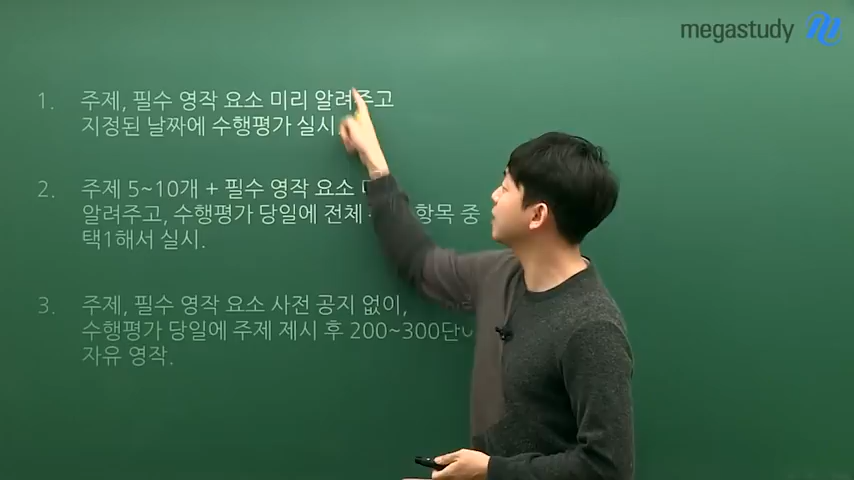 megastudy
1. 주제, 필수 영작 요소 미리 알려주고
지정된 날짜에 수행평가 실시.
2. 주제 5~10개 + 필수 영작 요소
알려주고, 수행평가 당일에 전체 항목 중
택1해서 실시.
3. 주제, 필수 영작 요소 사전 공지 없이,
수행평가 당일에 주제 제시 후 200~300단
자유 영작.